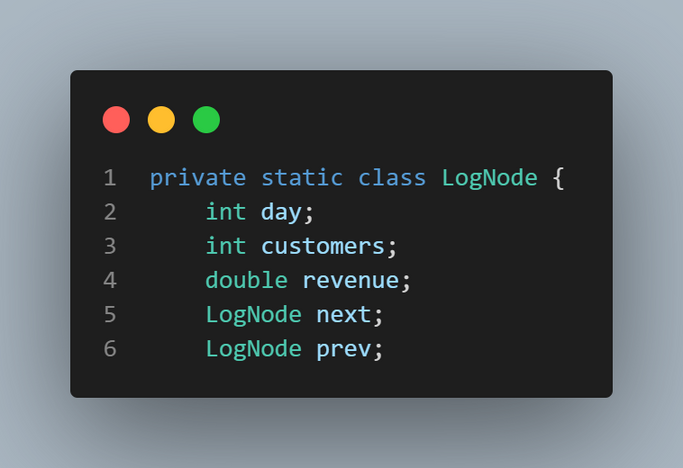 1 private static class LogNode {
2     int day;
3     int customers;
4     double revenue;
5     LogNode next;
6     LogNode prev;